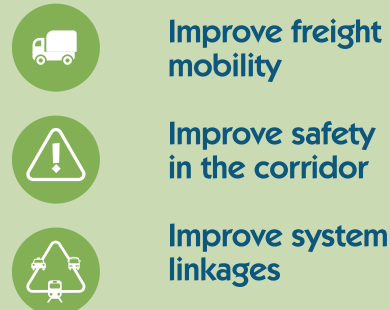 Improve freight
mobility
Improve safety
in the corridor
Improve system
linkages